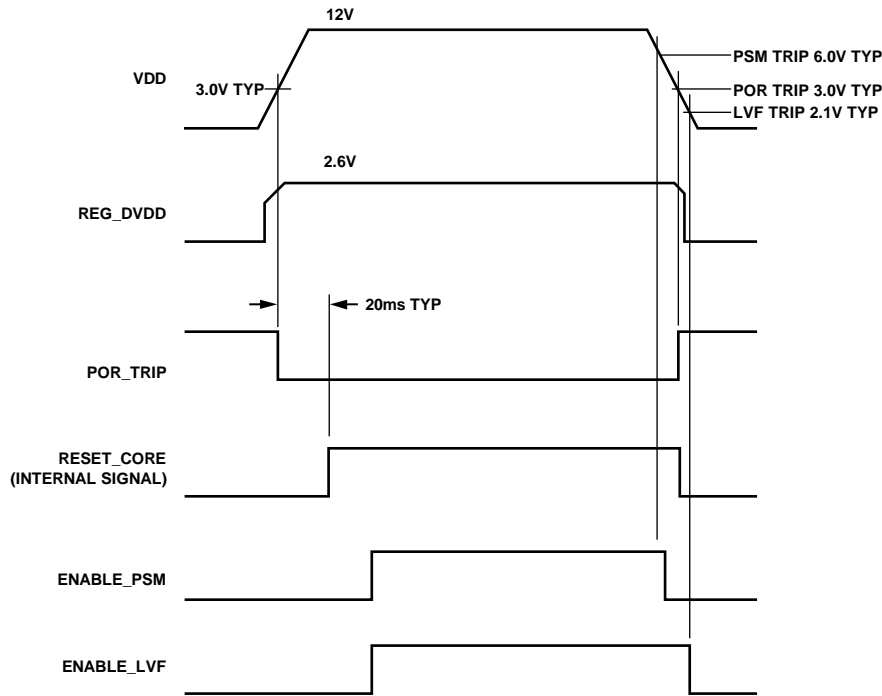 12V
PSM TRIP 6.0V TYP
VDD
3.0V TYP
POR TRIP 3.0V TYP
LVF TRIP 2.1V TYP
2.6V
REG_DVDD
20ms TYP
POR_TRIP
RESET_CORE
(INTERNAL SIGNAL)
ENABLE_PSM
ENABLE_LVF